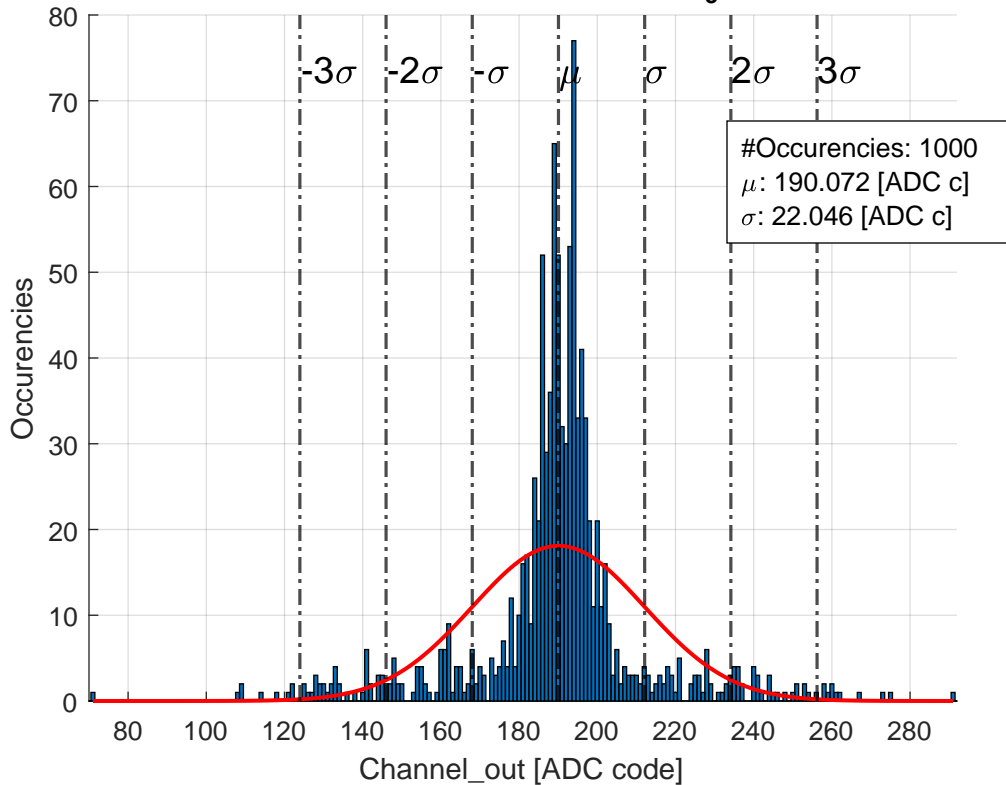 80
70
60
50
40
30
20
10
0
Occurencies
-3σ
-2σ
-σ
μ
σ
2σ
3σ
#Occurencies: 1000
μ: 190.072 [ADC c]
σ: 22.046 [ADC c]
80 100 120 140 160 180 200 220 240 260 280
Channel_out [ADC code]